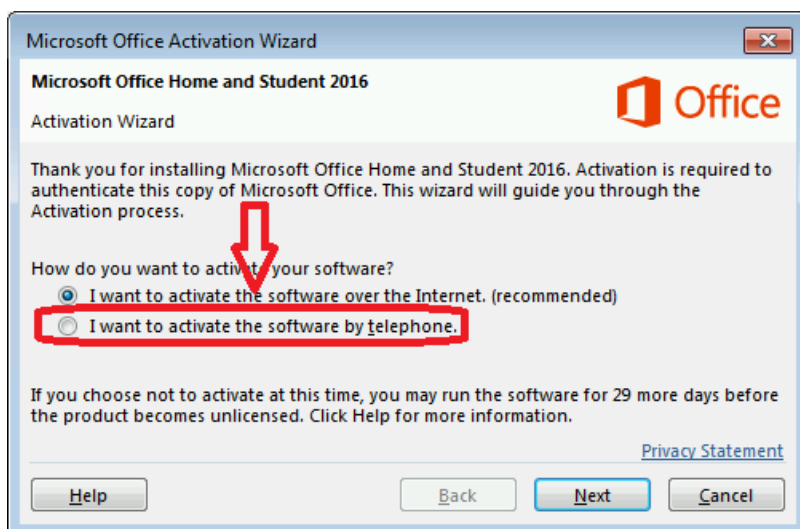 Microsoft Office Activation Wizard
Microsoft Office Home and Student 2016
Office
Activation Wizard
Thank you for installing Microsoft Office Home and Student 2016. Activation is required to
authenticate this copy of Microsoft Office. This wizard will guide you through the
Activation process.
How do you want to activate your software?
I want to activate the software over the Internet. (recommended)
I want to activate the software by telephone.
If you choose not to activate at this time, you may run the software for 29 more days before
the product becomes unlicensed. Click Help for more information.
Privacy Statement
Help
Back
Next
Cancel